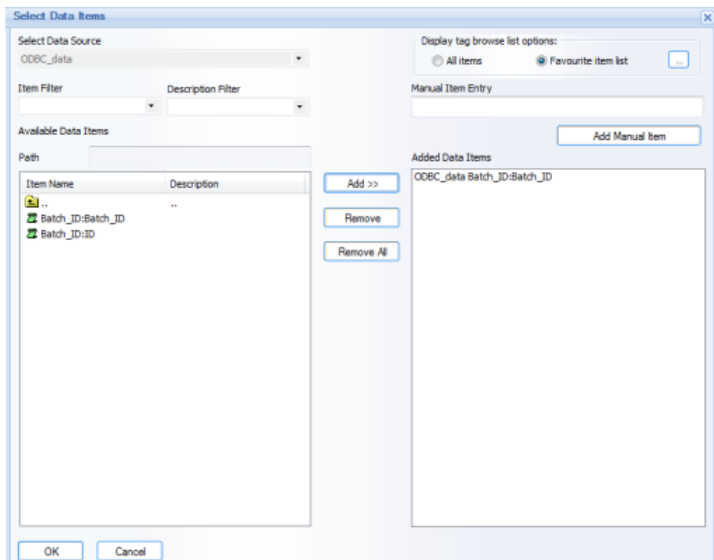 Select Data Items
Select Data Source
ODBC_data
Item Filter
Description Filter
Available Data Items
Path
Item Name Description
.. ..
Batch_ID:Batch_ID
Batch_ID:ID
Add >>
Remove
Remove All
Display tag browse list options:
All items Favourite item list ...
Manual Item Entry
Add Manual Item
Added Data Items
ODBC_data Batch_ID:Batch_ID
OK Cancel